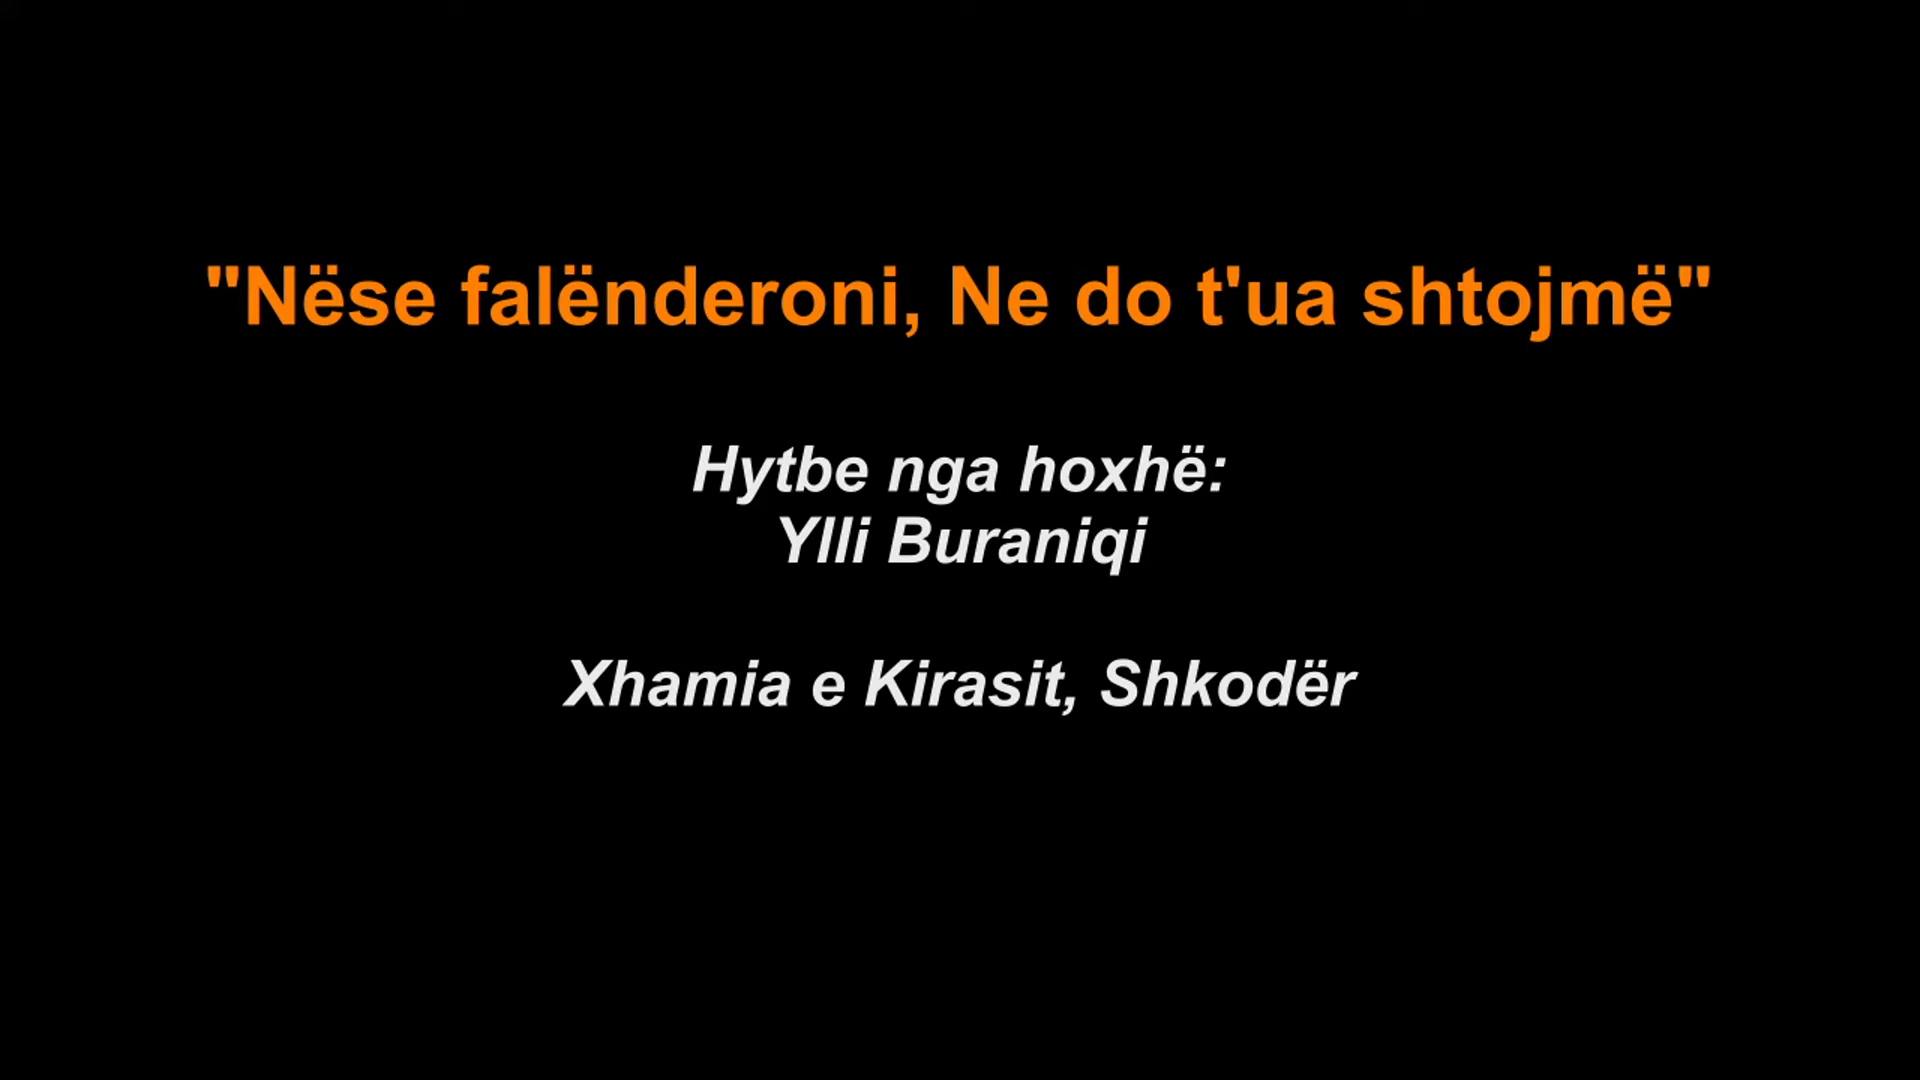 "Nëse falënderoni, Ne do t'ua shtojmë"
Hytbe nga hoxhë:
Ylli Buraniqi
Xhamia e Kirasit, Shkodër